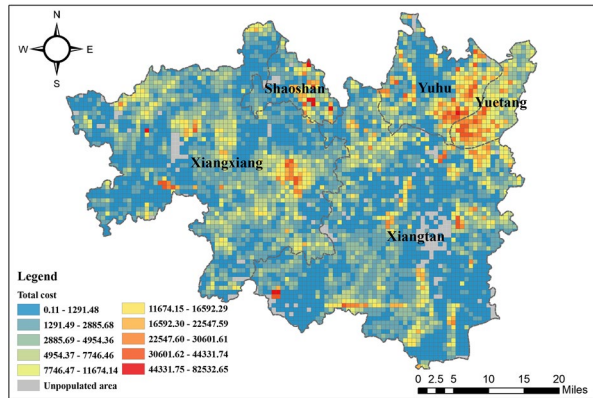 N
W E
S
Shaoshan
Yuhu
Yuetang
Xiangxiang
Xiangtan
Legend
Total cost
0.11 - 1291.48
1291.49 - 2885.68
2885.69 - 4954.36
4954.37 - 7746.46
7746.47 - 11674.14
Unpopulated area
11674.15 - 16592.29
16592.30 - 22547.59
22547.60 - 30601.61
30601.62 - 44331.74
44331.75 - 82532.65
0 2.5 5 10 15 20
Miles